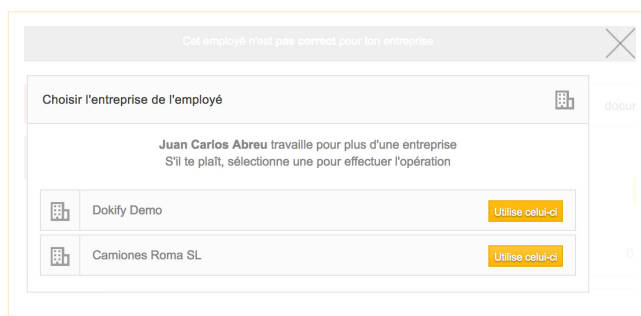 Cet employé n'est pas correct pour ton entreprise
Choisir l'entreprise de l'employé
docur
Juan Carlos Abreu travaille pour plus d'une entreprise
S'il te plaît, sélectionne une pour effectuer l'opération
Dokify Demo
Utilise celui-ci
Camiones Roma SL
Utilise celui-ci